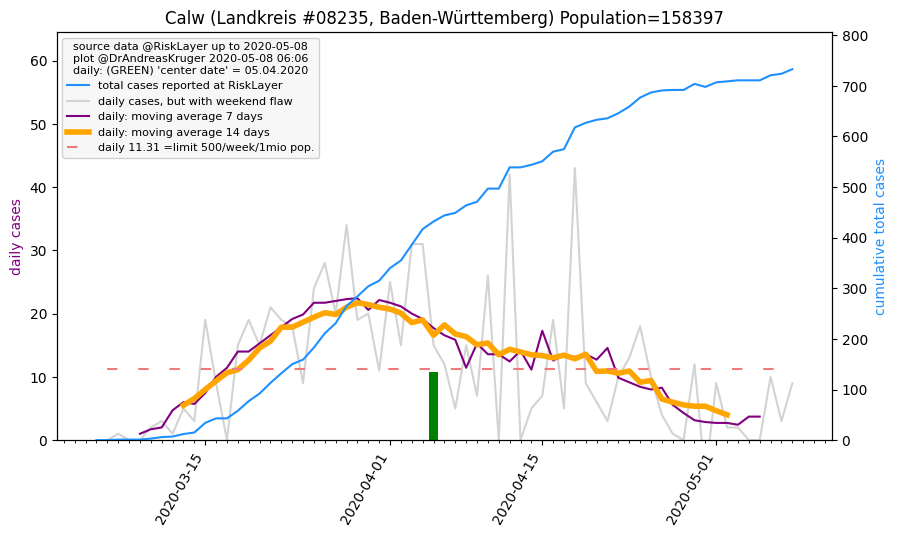 Calw (Landkreis #08235, Baden-Württemberg) Population=158397
source data @RiskLayer up to 2020-05-08
plot @DrAndreasKruger 2020-05-08 06:06
daily: (GREEN) 'center date' = 05.04.2020
total cases reported at RiskLayer
daily cases, but with weekend flaw
daily: moving average 7 days
daily: moving average 14 days
daily 11.31 =limit 500/week/1mio pop.
daily cases
60
50
40
30
20
10
0
800
700
600
500
400
300
200
100
0
cumulative total cases
2020-03-15
2020-04-01
2020-04-15
2020-05-01